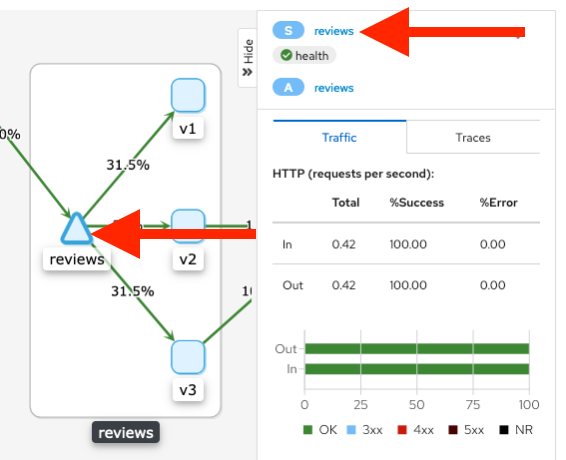 0%
v1
31.5%
reviews
v2
1
31.5%
10
v3
reviews
Hide
S reviews
health
A reviews
Traffic Traces
HTTP (requests per second):
Total %Success %Error
In 0.42 100.00 0.00
Out 0.42 100.00 0.00
Out
In
0 25 50 75 100
OK 3xx 4xx 5xx NR